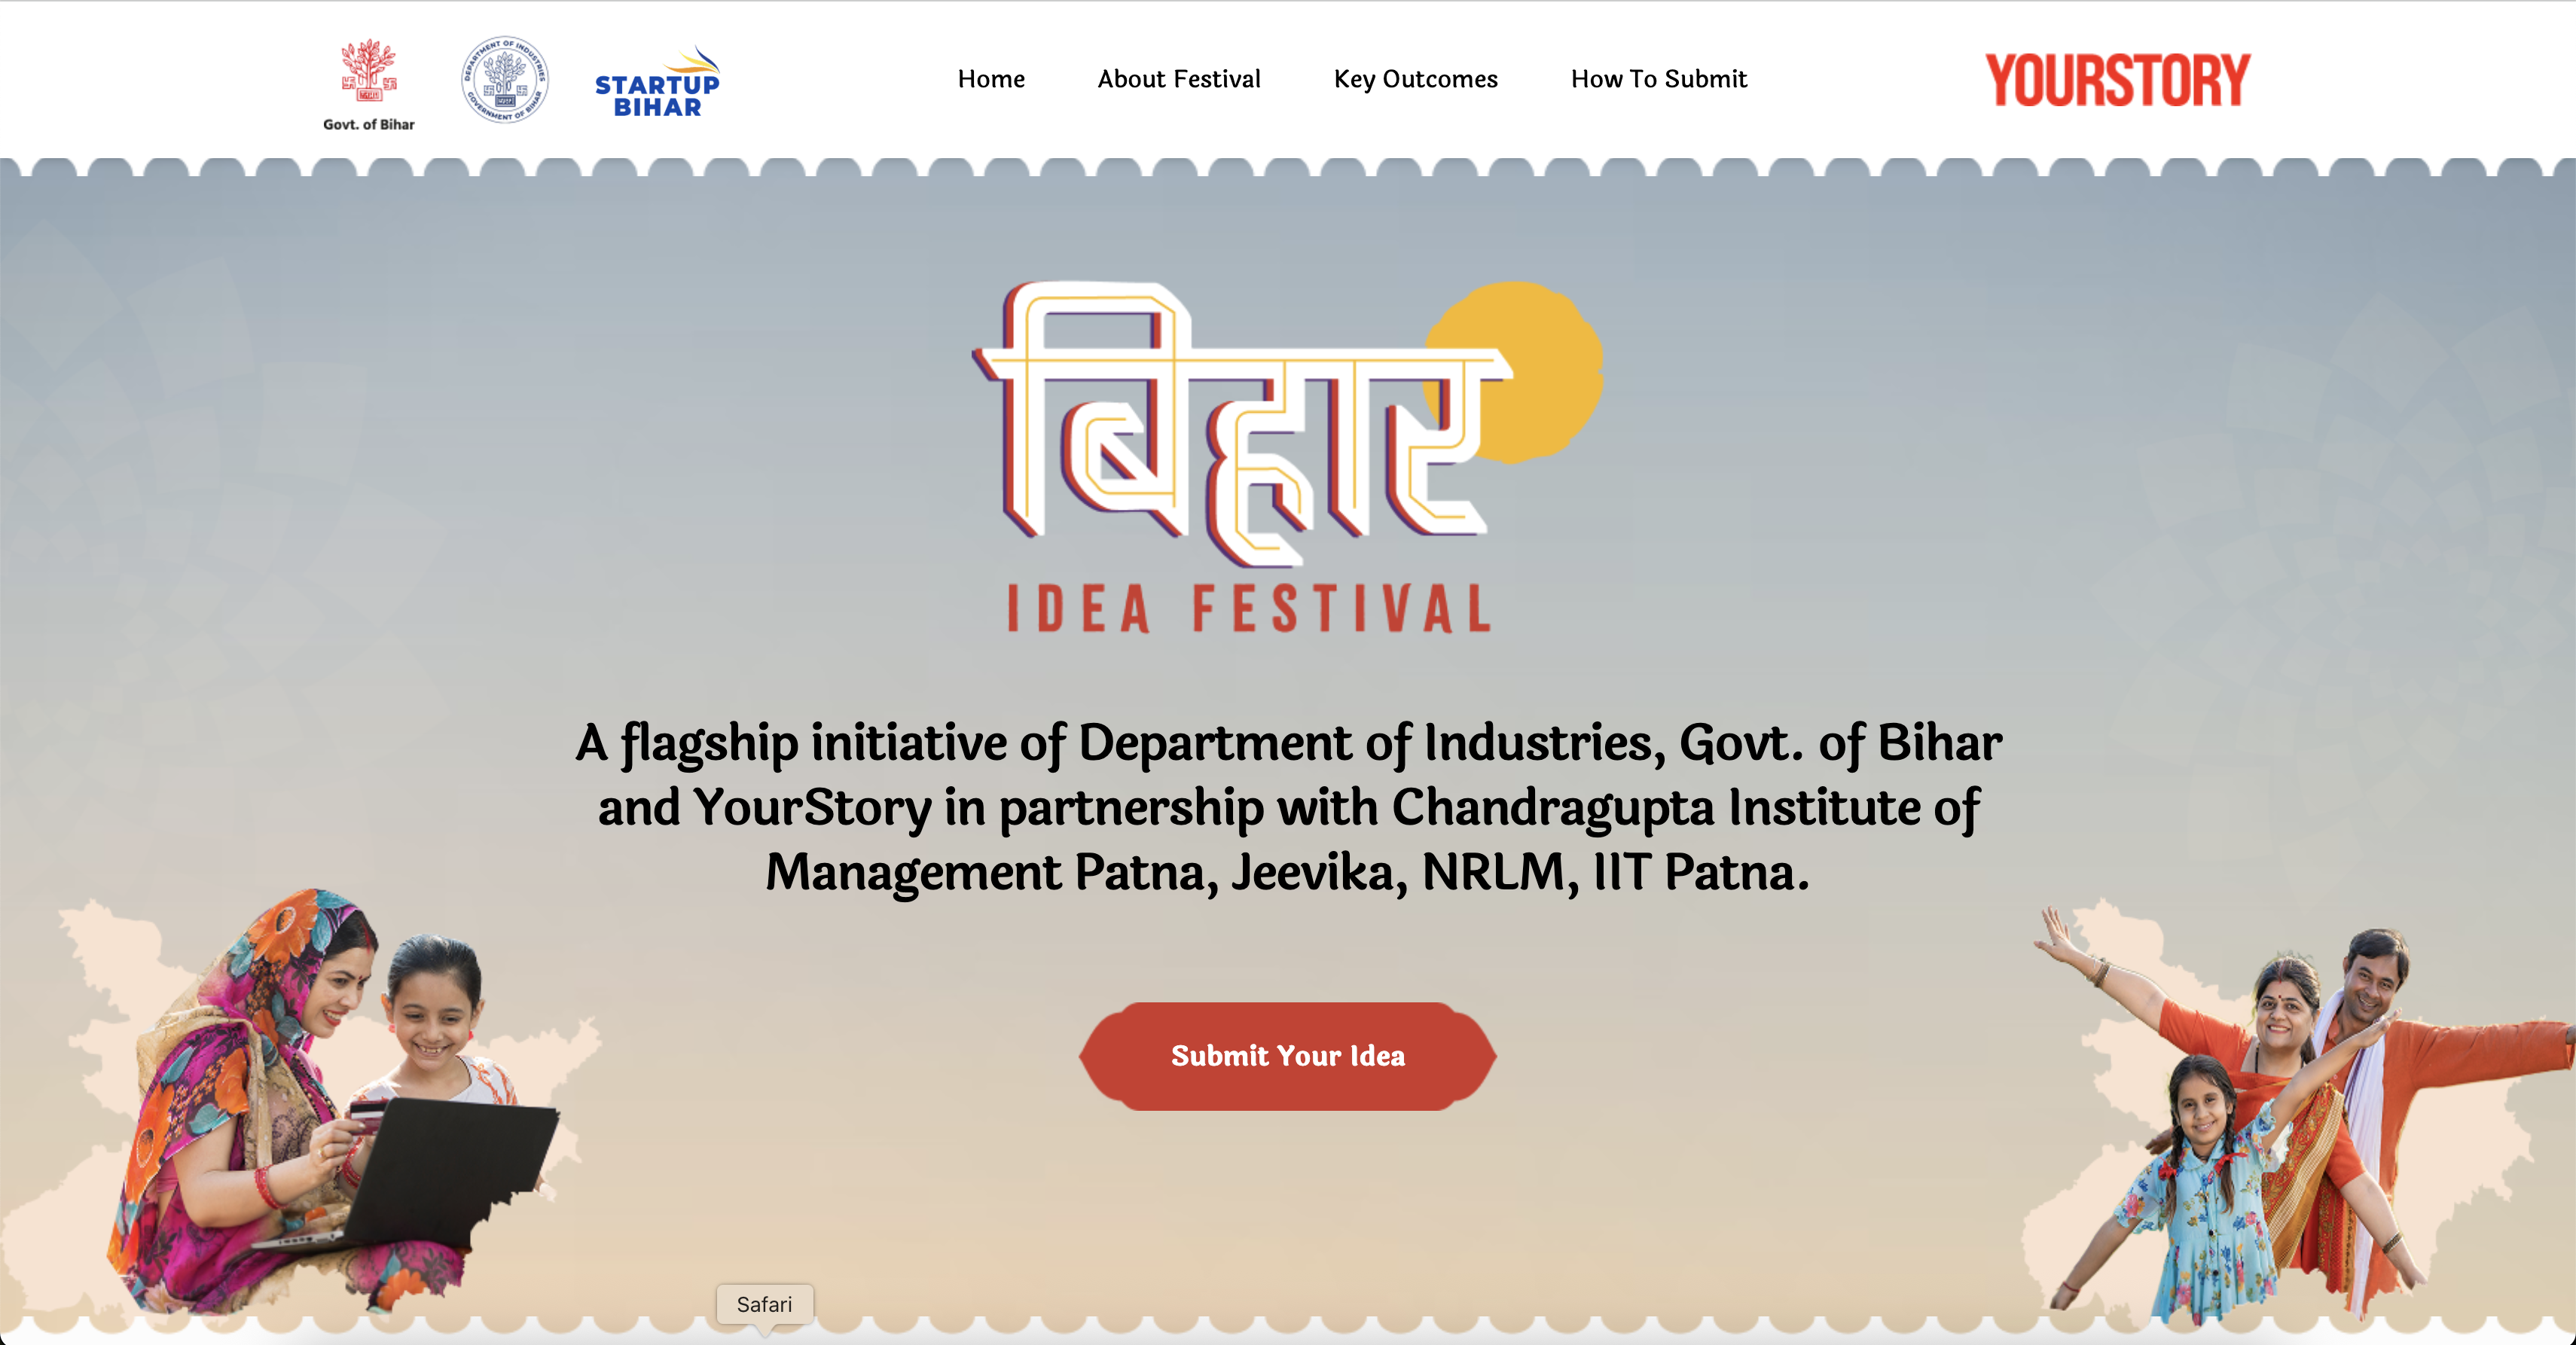 Govt. of Bihar
DEPARTMENT OF INDUSTRIES
GOVERNMENT OF BIHAR
STARTUP
BIHAR
Home
About Festival
Key Outcomes
How To Submit
YOURSTORY
बिहार
IDEA FESTIVAL
A flagship initiative of Department of Industries, Govt. of Bihar
and YourStory in partnership with Chandragupta Institute of
Management Patna, Jeevika, NRLM, IIT Patna.
Submit Your Idea
Safari